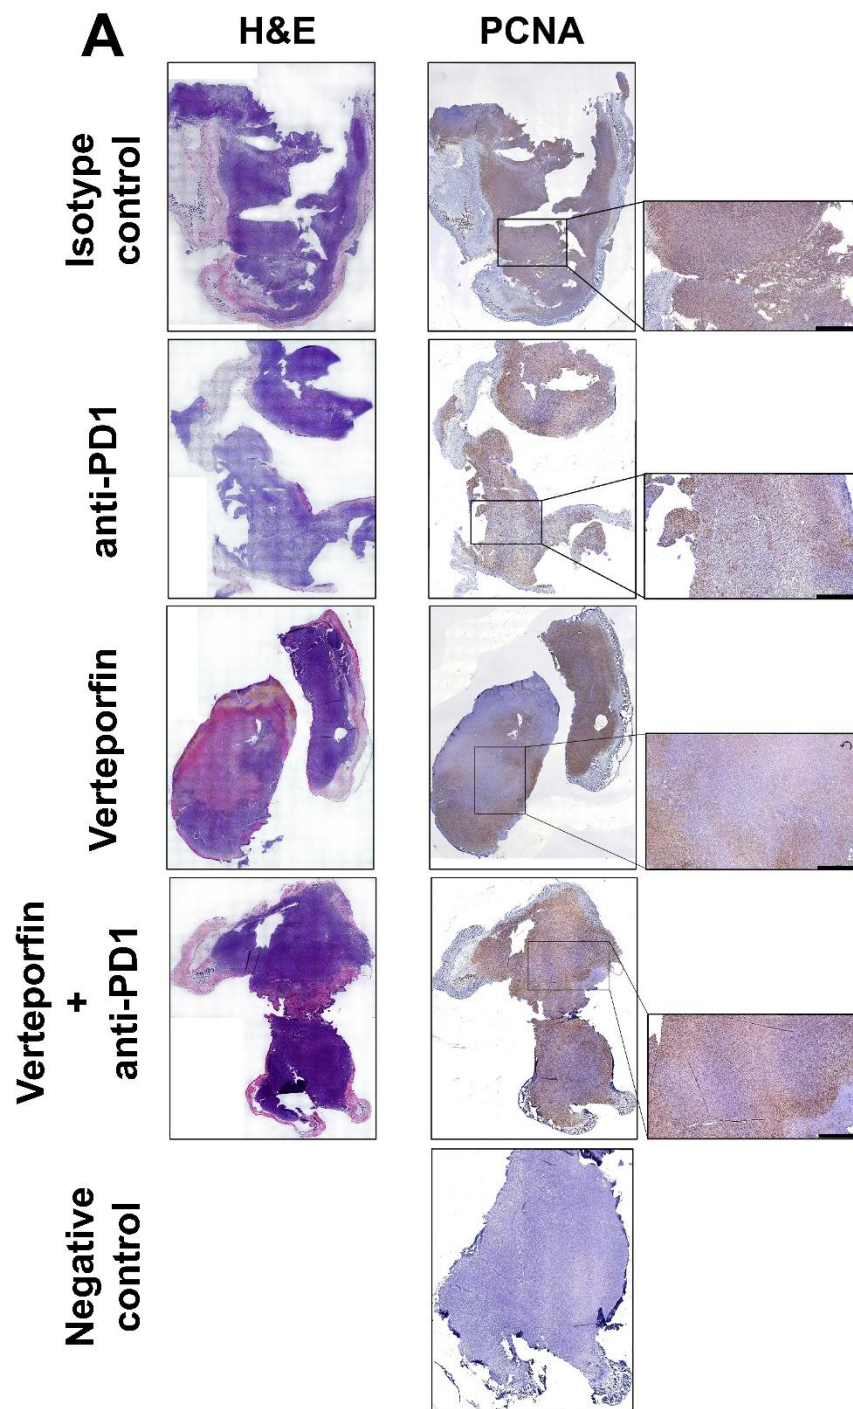 A
H&E
PCNA
Isotype
control
anti-PD1
Verteporfin
Verteporfin
+
anti-PD1
Negative
control